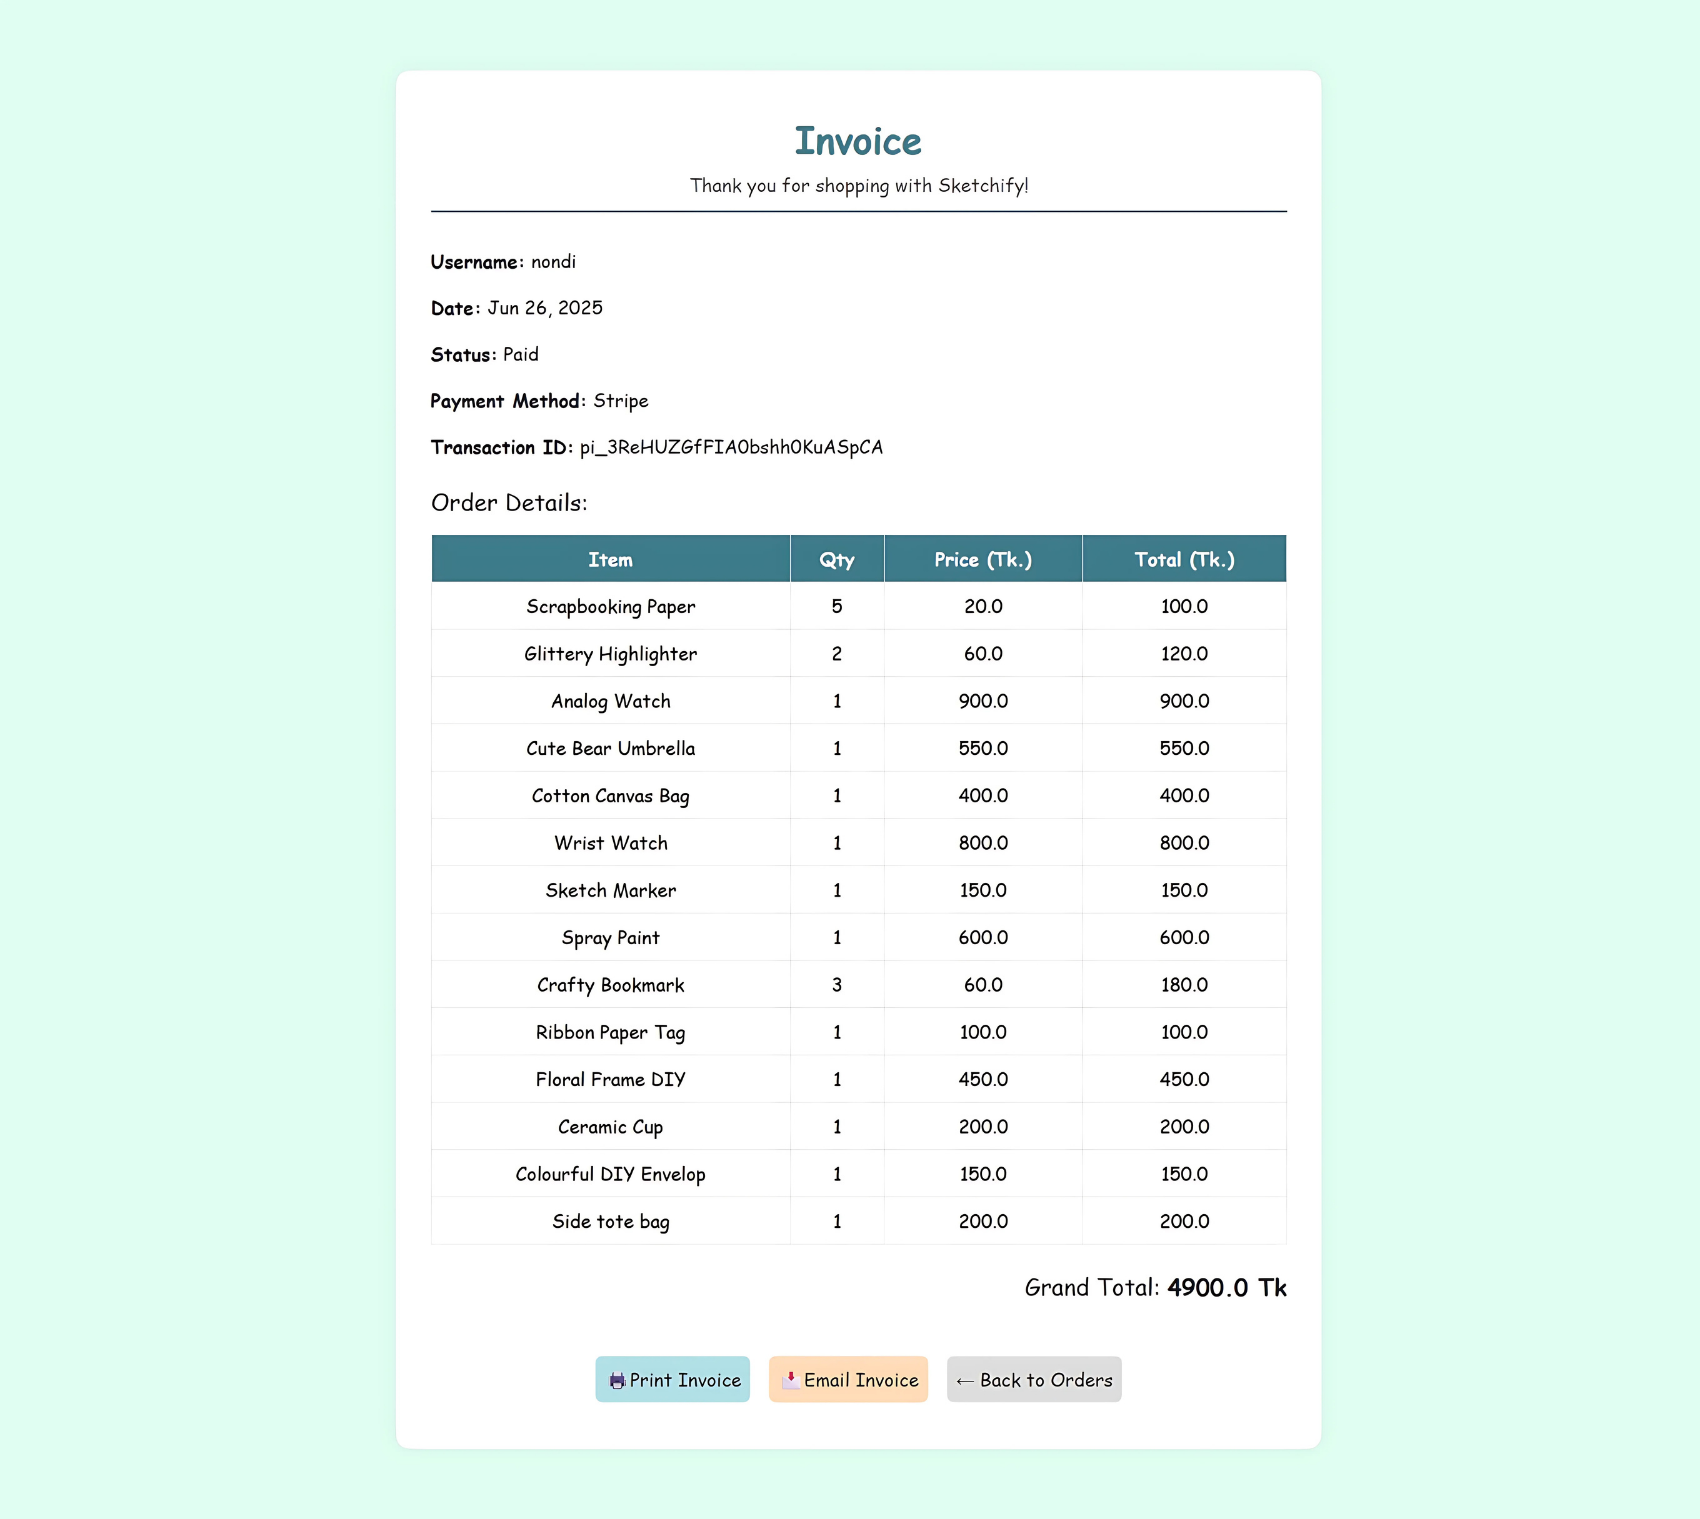 Invoice
Thank you for shopping with Sketchify!
Username: nondi
Date: Jun 26, 2025
Status: Paid
Payment Method: Stripe
Transaction ID: pi_3ReHUZGfFIA0bshh0KuASpCA
Order Details:
Item Qty Price (Tk.) Total (Tk.)
Scrapbooking Paper 5 20.0 100.0
Glittery Highlighter 2 60.0 120.0
Analog Watch 1 900.0 900.0
Cute Bear Umbrella 1 550.0 550.0
Cotton Canvas Bag 1 400.0 400.0
Wrist Watch 1 800.0 800.0
Sketch Marker 1 150.0 150.0
Spray Paint 1 600.0 600.0
Crafty Bookmark 3 60.0 180.0
Ribbon Paper Tag 1 100.0 100.0
Floral Frame DIY 1 450.0 450.0
Ceramic Cup 1 200.0 200.0
Colourful DIY Envelop 1 150.0 150.0
Side tote bag 1 200.0 200.0
Grand Total: 4900.0 Tk
Print Invoice Email Invoice ← Back to Orders